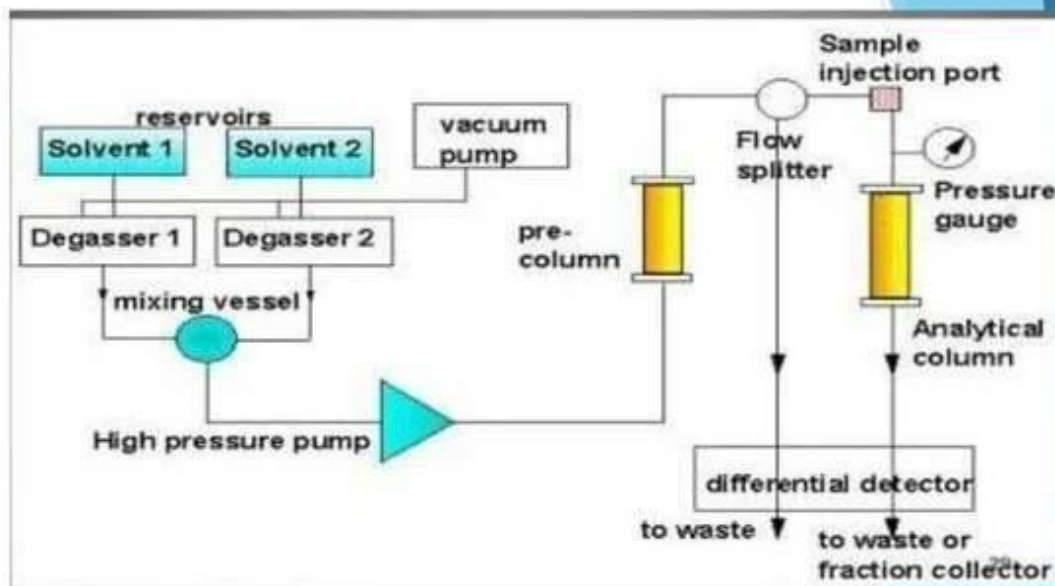 Sample
injection port
reservoirs
Solvent 1
Solvent 2
vacuum
pump
Flow
splitter
Pressure
gauge
Degasser 1
Degasser 2
pre-
column
mixing vessel
Analytical
column
High pressure pump
differential detector
to waste
to waste or
fraction collector